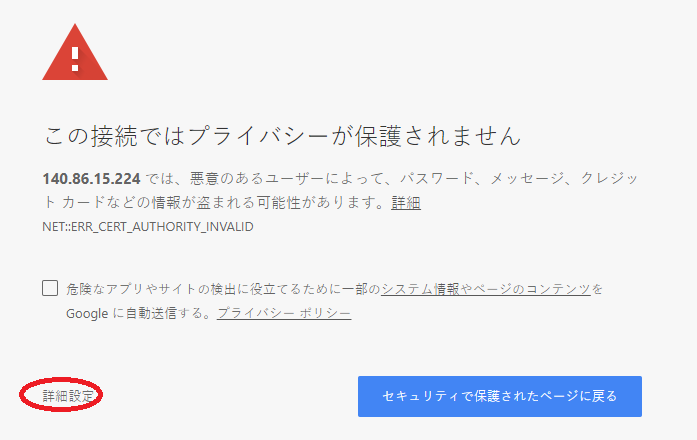 この接続ではプライバシーが保護されません
140.86.15.224 では、悪意のあるユーザーによって、パスワード、メッセージ、クレジッ
ト カードなどの情報が盗まれる可能性があります。詳細
NET::ERR_CERT_AUTHORITY_INVALID
危険なアプリやサイトの検出に役立てるために一部のシステム情報やページのコンテンツを
Google に自動送信する。プライバシー ポリシー
詳細設定
セキュリティで保護されたページに戻る